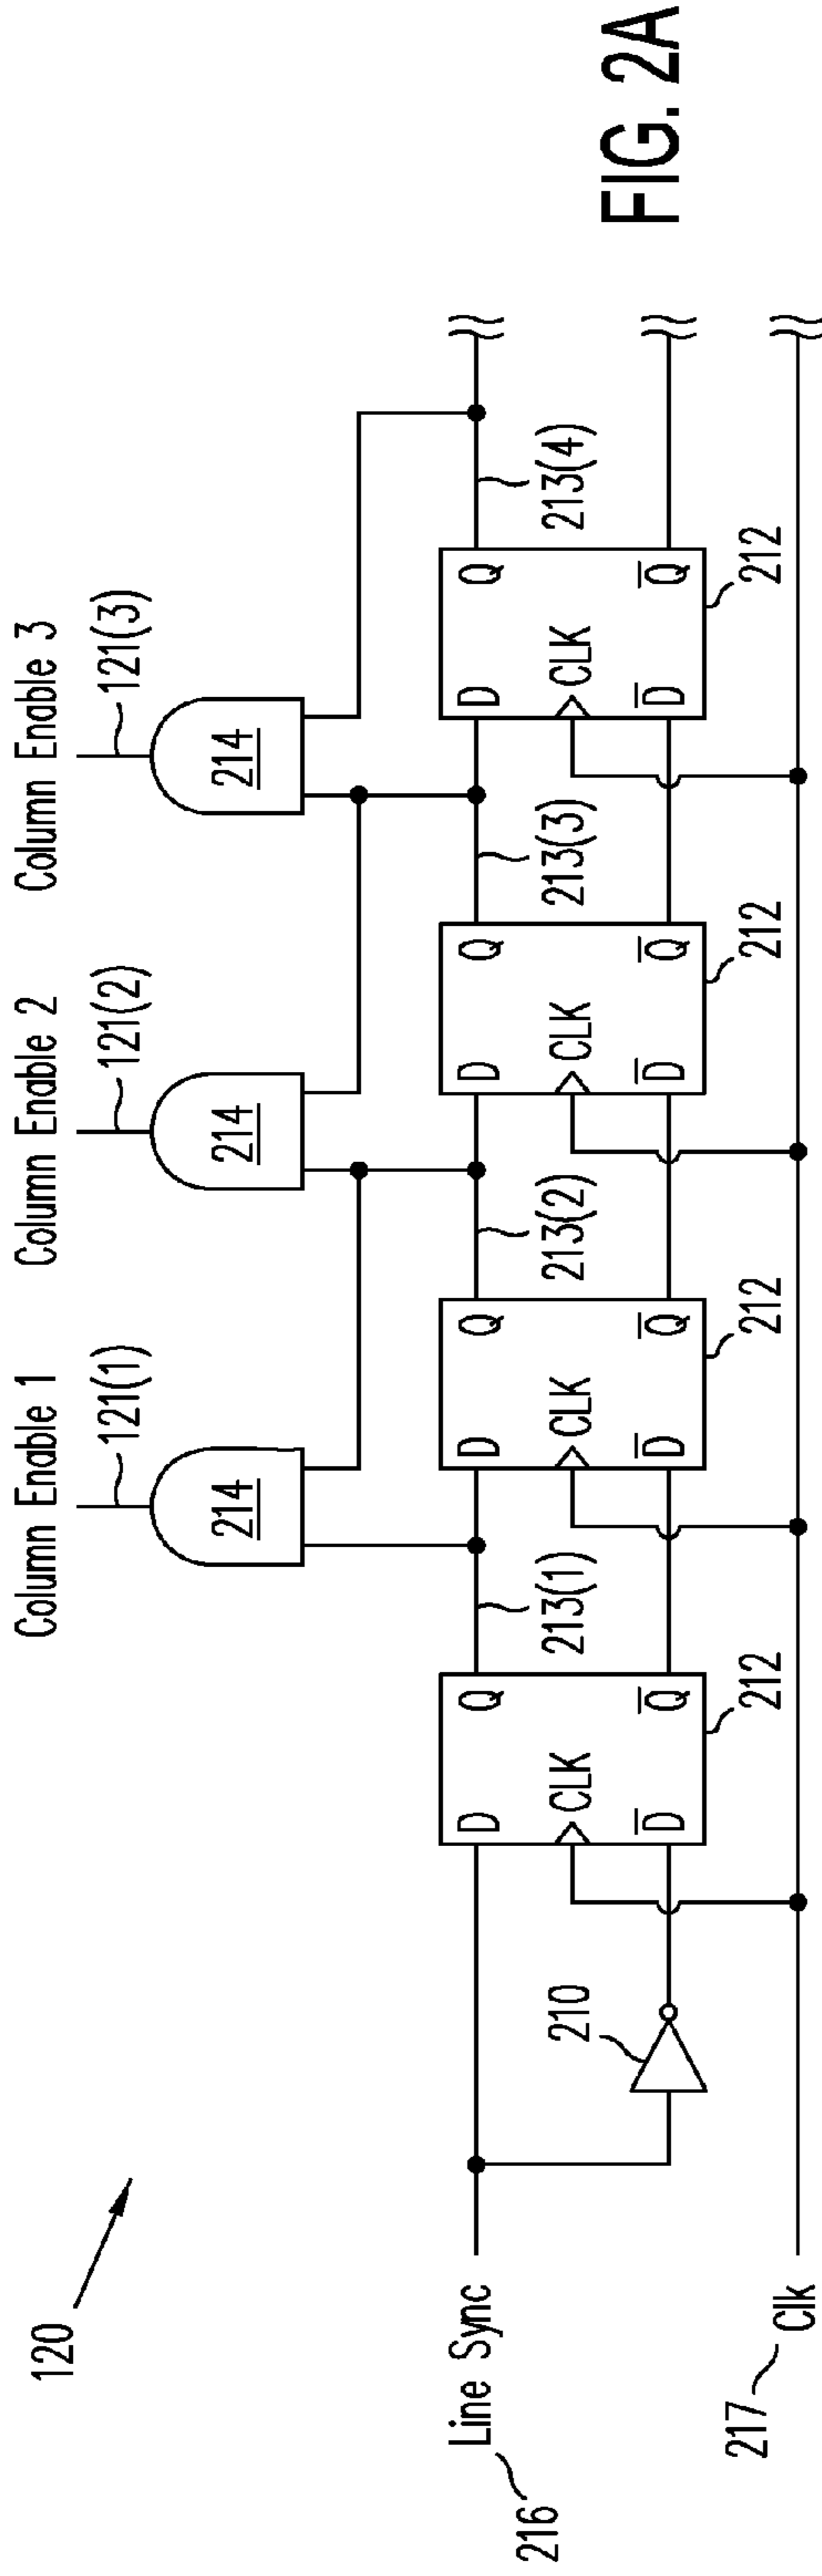 120
Column Enable 1
Column Enable 2
Column Enable 3
121(1)
121(2)
121(3)
214
214
214
Line Sync
216
D
Q
CLK
D̅
Q̅
212
213(1)
D
Q
CLK
D̅
Q̅
212
213(2)
D
Q
CLK
D̅
Q̅
212
213(3)
D
Q
CLK
D̅
Q̅
212
213(4)
210
217
Clk
FIG. 2A